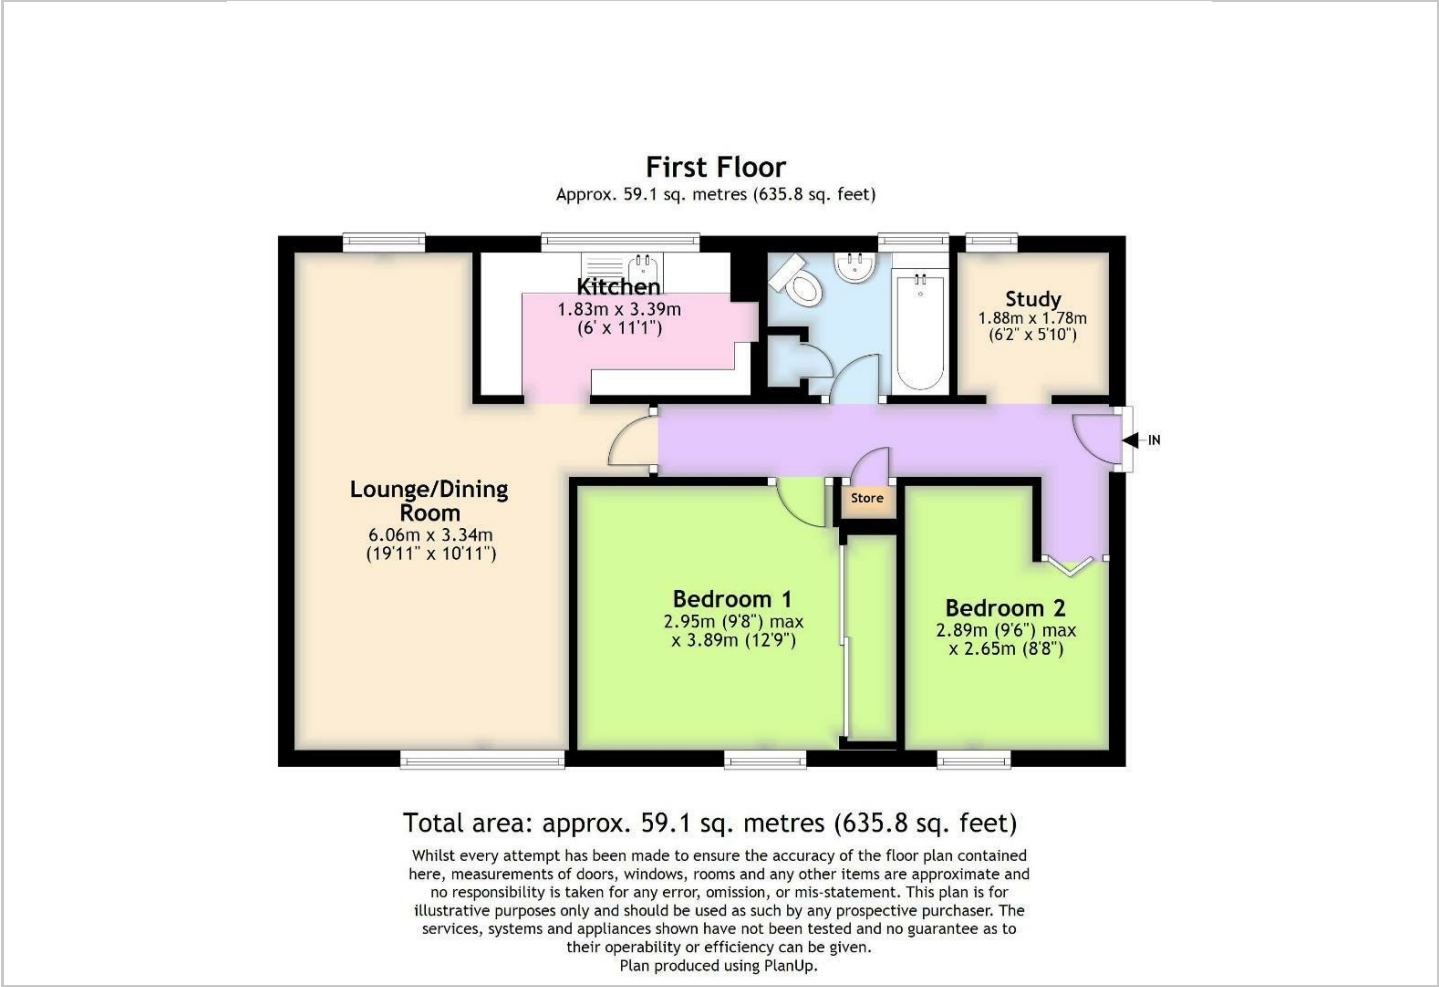 First Floor
Approx. 59.1 sq. metres (635.8 sq. feet)
Kitchen
1.83m x 3.39m
(6' x 11'1")
Study
1.88m x 1.78m
(6'2" x 5'10")
IN
Lounge/Dining
Room
6.06m x 3.34m
(19'11" x 10'11")
Store
Bedroom 1
2.95m (9'8") max
x 3.89m (12'9")
Bedroom 2
2.89m (9'6") max
x 2.65m (8'8")
Total area: approx. 59.1 sq. metres (635.8 sq. feet)
Whilst every attempt has been made to ensure the accuracy of the floor plan contained
here, measurements of doors, windows, rooms and any other items are approximate and
no responsibility is taken for any error, omission, or mis-statement. This plan is for
illustrative purposes only and should be used as such by any prospective purchaser. The
services, systems and appliances shown have not been tested and no guarantee as to
their operability or efficiency can be given.
Plan produced using PlanUp.